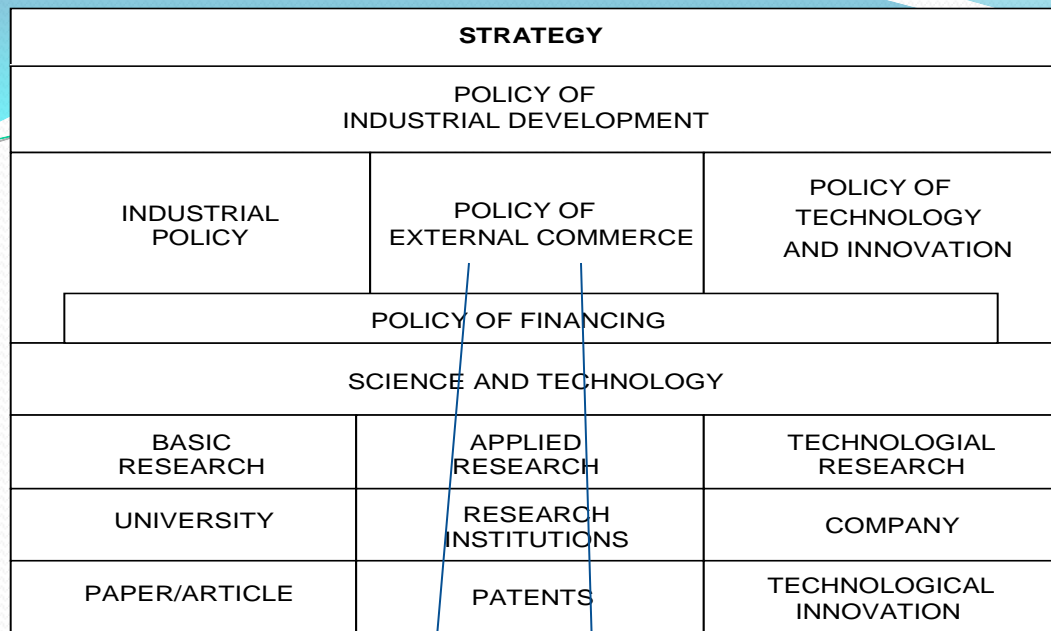 STRATEGY
POLICY OF
INDUSTRIAL DEVELOPMENT
INDUSTRIAL
POLICY
POLICY OF
EXTERNAL COMMERCE
POLICY OF
TECHNOLOGY
AND INNOVATION
POLICY OF FINANCING
SCIENCE AND TECHNOLOGY
BASIC
RESEARCH
APPLIED
RESEARCH
TECHNOLOGIAL
RESEARCH
UNIVERSITY
RESEARCH
INSTITUTIONS
COMPANY
PAPER/ARTICLE
PATENTS
TECHNOLOGICAL
INNOVATION